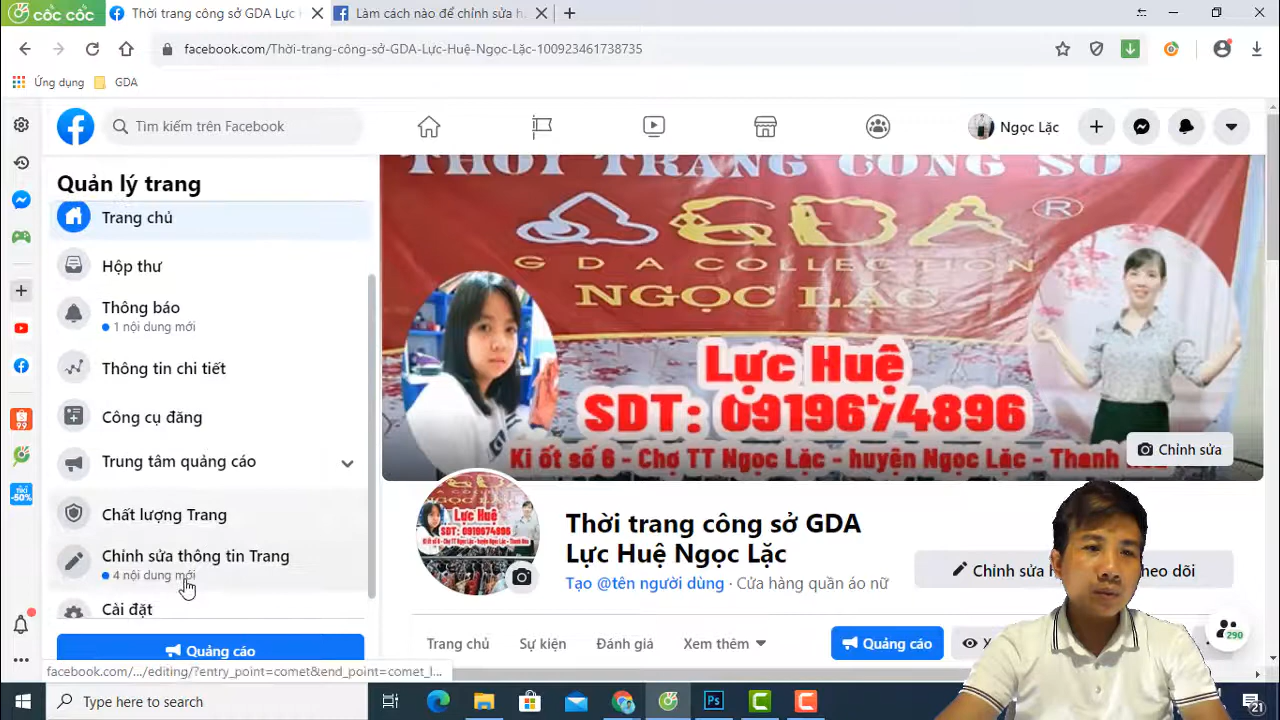 cốc cốc
Thời trang công sở GDA Lực H
Làm cách nào để chỉnh sửa h
facebook.com/Thời-trang-công-sở-GDA-Lực-Huệ-Ngọc-Lặc-100923461738735
Ứng dụng
GDA
Tìm kiếm trên Facebook
Ngọc Lặc
Quản lý trang
Trang chủ
Hộp thư
Thông báo
1 nội dung mới
Thông tin chi tiết
Công cụ đăng
Trung tâm quảng cáo
Chất lượng Trang
Chỉnh sửa thông tin Trang
4 nội dung mới
Cài đặt
Quảng cáo
facebook.com/.../editing/?entry_point=comet&end_point=comet_l...
THỜI TRANG CÔNG SỞ
GDA ®
GDA COLLECTION
NGỌC LẶC
Lực Huệ
SDT: 0919674896
Ki ốt số 6 - Chợ TT Ngọc Lặc - huyện Ngọc Lặc - Thanh
Chỉnh sửa
Thời trang công sở GDA
Lực Huệ Ngọc Lặc
Tạo @tên người dùng · Cửa hàng quần áo nữ
Chỉnh sửa
heo dõi
Trang chủ
Sự kiện
Đánh giá
Xem thêm
Quảng cáo
X
290
99
-50%
Type here to search
Ps
21